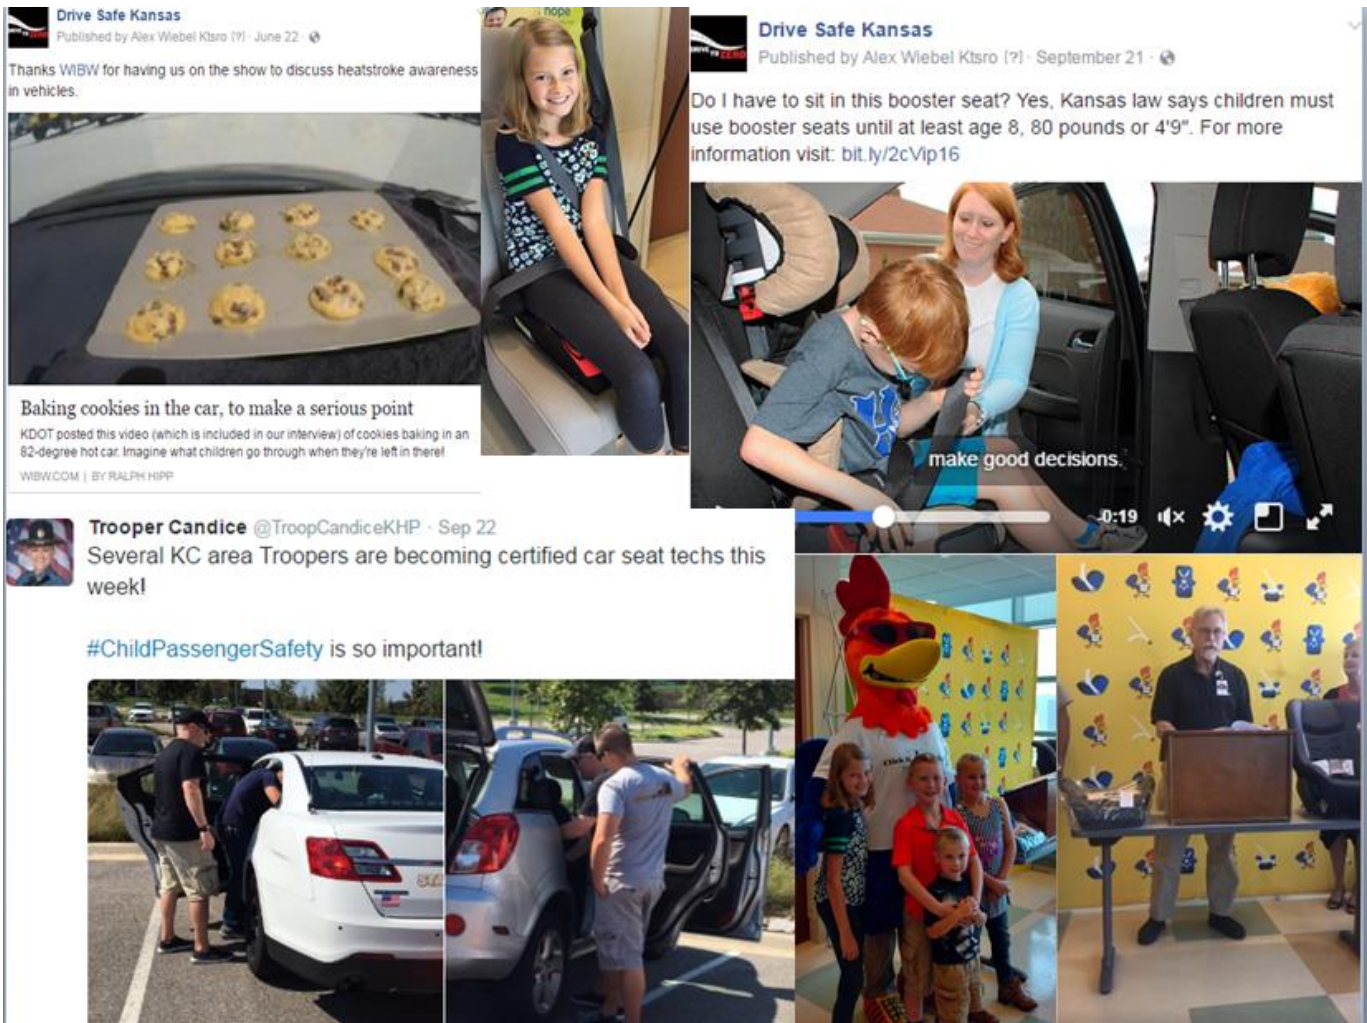 Drive Safe Kansas
Published by Alex Wiebel Ktsro [?] · June 22 ·
Thanks WIBW for having us on the show to discuss heatstroke awareness
in vehicles.
Baking cookies in the car, to make a serious point
KDOT posted this video (which is included in our interview) of cookies baking in an
82-degree hot car. Imagine what children go through when they're left in there!
WIBW.COM | BY RALPH HIPP
hope
Drive Safe Kansas
Published by Alex Wiebel Ktsro [?] · September 21 ·
Do I have to sit in this booster seat? Yes, Kansas law says children must
use booster seats until at least age 8, 80 pounds or 4'9". For more
information visit: bit.ly/2cVip16
make good decisions.
-0:19
Trooper Candice @TroopCandiceKHP · Sep 22
Several KC area Troopers are becoming certified car seat techs this
week!
#ChildPassengerSafety is so important!